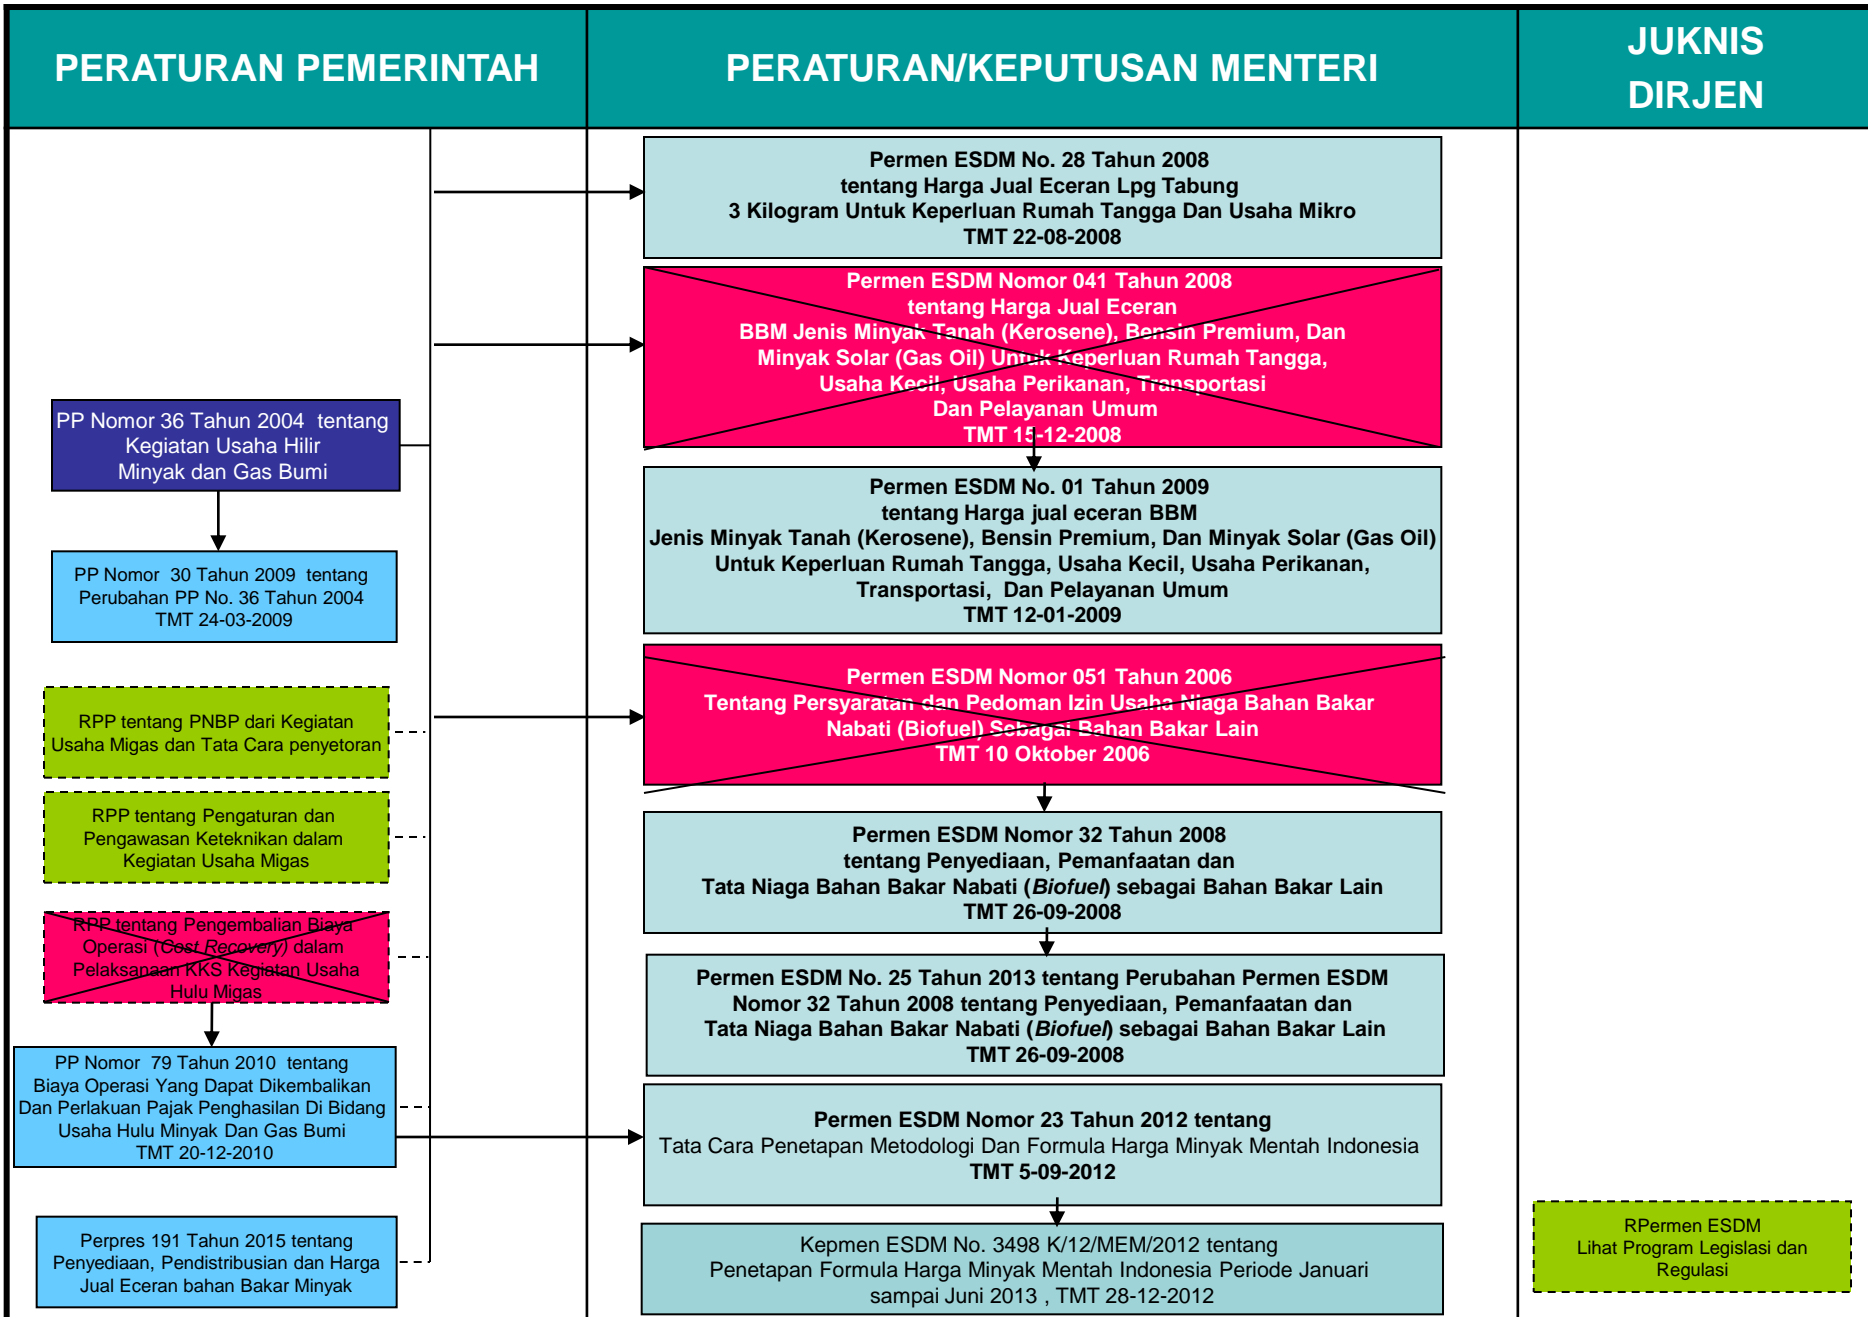 PERATURAN PEMERINTAH
PERATURAN/KEPUTUSAN MENTERI
JUKNIS
DIRJEN
PP Nomor 36 Tahun 2004 tentang
Kegiatan Usaha Hilir
Minyak dan Gas Bumi
PP Nomor 30 Tahun 2009 tentang
Perubahan PP No. 36 Tahun 2004
TMT 24-03-2009
RPP tentang PNBP dari Kegiatan
Usaha Migas dan Tata Cara penyetoran
RPP tentang Pengaturan dan
Pengawasan Keteknikan dalam
Kegiatan Usaha Migas
RPP tentang Pengembalian Biaya
Operasi (Cost Recovery) dalam
Pelaksanaan KKS Kegiatan Usaha
Hulu Migas
PP Nomor 79 Tahun 2010 tentang
Biaya Operasi Yang Dapat Dikembalikan
Dan Perlakuan Pajak Penghasilan Di Bidang
Usaha Hulu Minyak Dan Gas Bumi
TMT 20-12-2010
Perpres 191 Tahun 2015 tentang
Penyediaan, Pendistribusian dan Harga
Jual Eceran bahan Bakar Minyak
Permen ESDM No. 28 Tahun 2008
tentang Harga Jual Eceran Lpg Tabung
3 Kilogram Untuk Keperluan Rumah Tangga Dan Usaha Mikro
TMT 22-08-2008
Permen ESDM Nomor 041 Tahun 2008
tentang Harga Jual Eceran
BBM Jenis Minyak Tanah (Kerosene), Bensin Premium, Dan
Minyak Solar (Gas Oil) Untuk Keperluan Rumah Tangga,
Usaha Kecil, Usaha Perikanan, Transportasi
Dan Pelayanan Umum
TMT 15-12-2008
Permen ESDM No. 01 Tahun 2009
tentang Harga jual eceran BBM
Jenis Minyak Tanah (Kerosene), Bensin Premium, Dan Minyak Solar (Gas Oil)
Untuk Keperluan Rumah Tangga, Usaha Kecil, Usaha Perikanan,
Transportasi, Dan Pelayanan Umum
TMT 12-01-2009
Permen ESDM Nomor 051 Tahun 2006
Tentang Persyaratan dan Pedoman Izin Usaha Niaga Bahan Bakar
Nabati (Biofuel) Sebagai Bahan Bakar Lain
TMT 10 Oktober 2006
Permen ESDM Nomor 32 Tahun 2008
tentang Penyediaan, Pemanfaatan dan
Tata Niaga Bahan Bakar Nabati (Biofuel) sebagai Bahan Bakar Lain
TMT 26-09-2008
Permen ESDM No. 25 Tahun 2013 tentang Perubahan Permen ESDM
Nomor 32 Tahun 2008 tentang Penyediaan, Pemanfaatan dan
Tata Niaga Bahan Bakar Nabati (Biofuel) sebagai Bahan Bakar Lain
TMT 26-09-2008
Permen ESDM Nomor 23 Tahun 2012 tentang
Tata Cara Penetapan Metodologi Dan Formula Harga Minyak Mentah Indonesia
TMT 5-09-2012
Kepmen ESDM No. 3498 K/12/MEM/2012 tentang
Penetapan Formula Harga Minyak Mentah Indonesia Periode Januari
sampai Juni 2013 , TMT 28-12-2012
RPermen ESDM
Lihat Program Legislasi dan
Regulasi